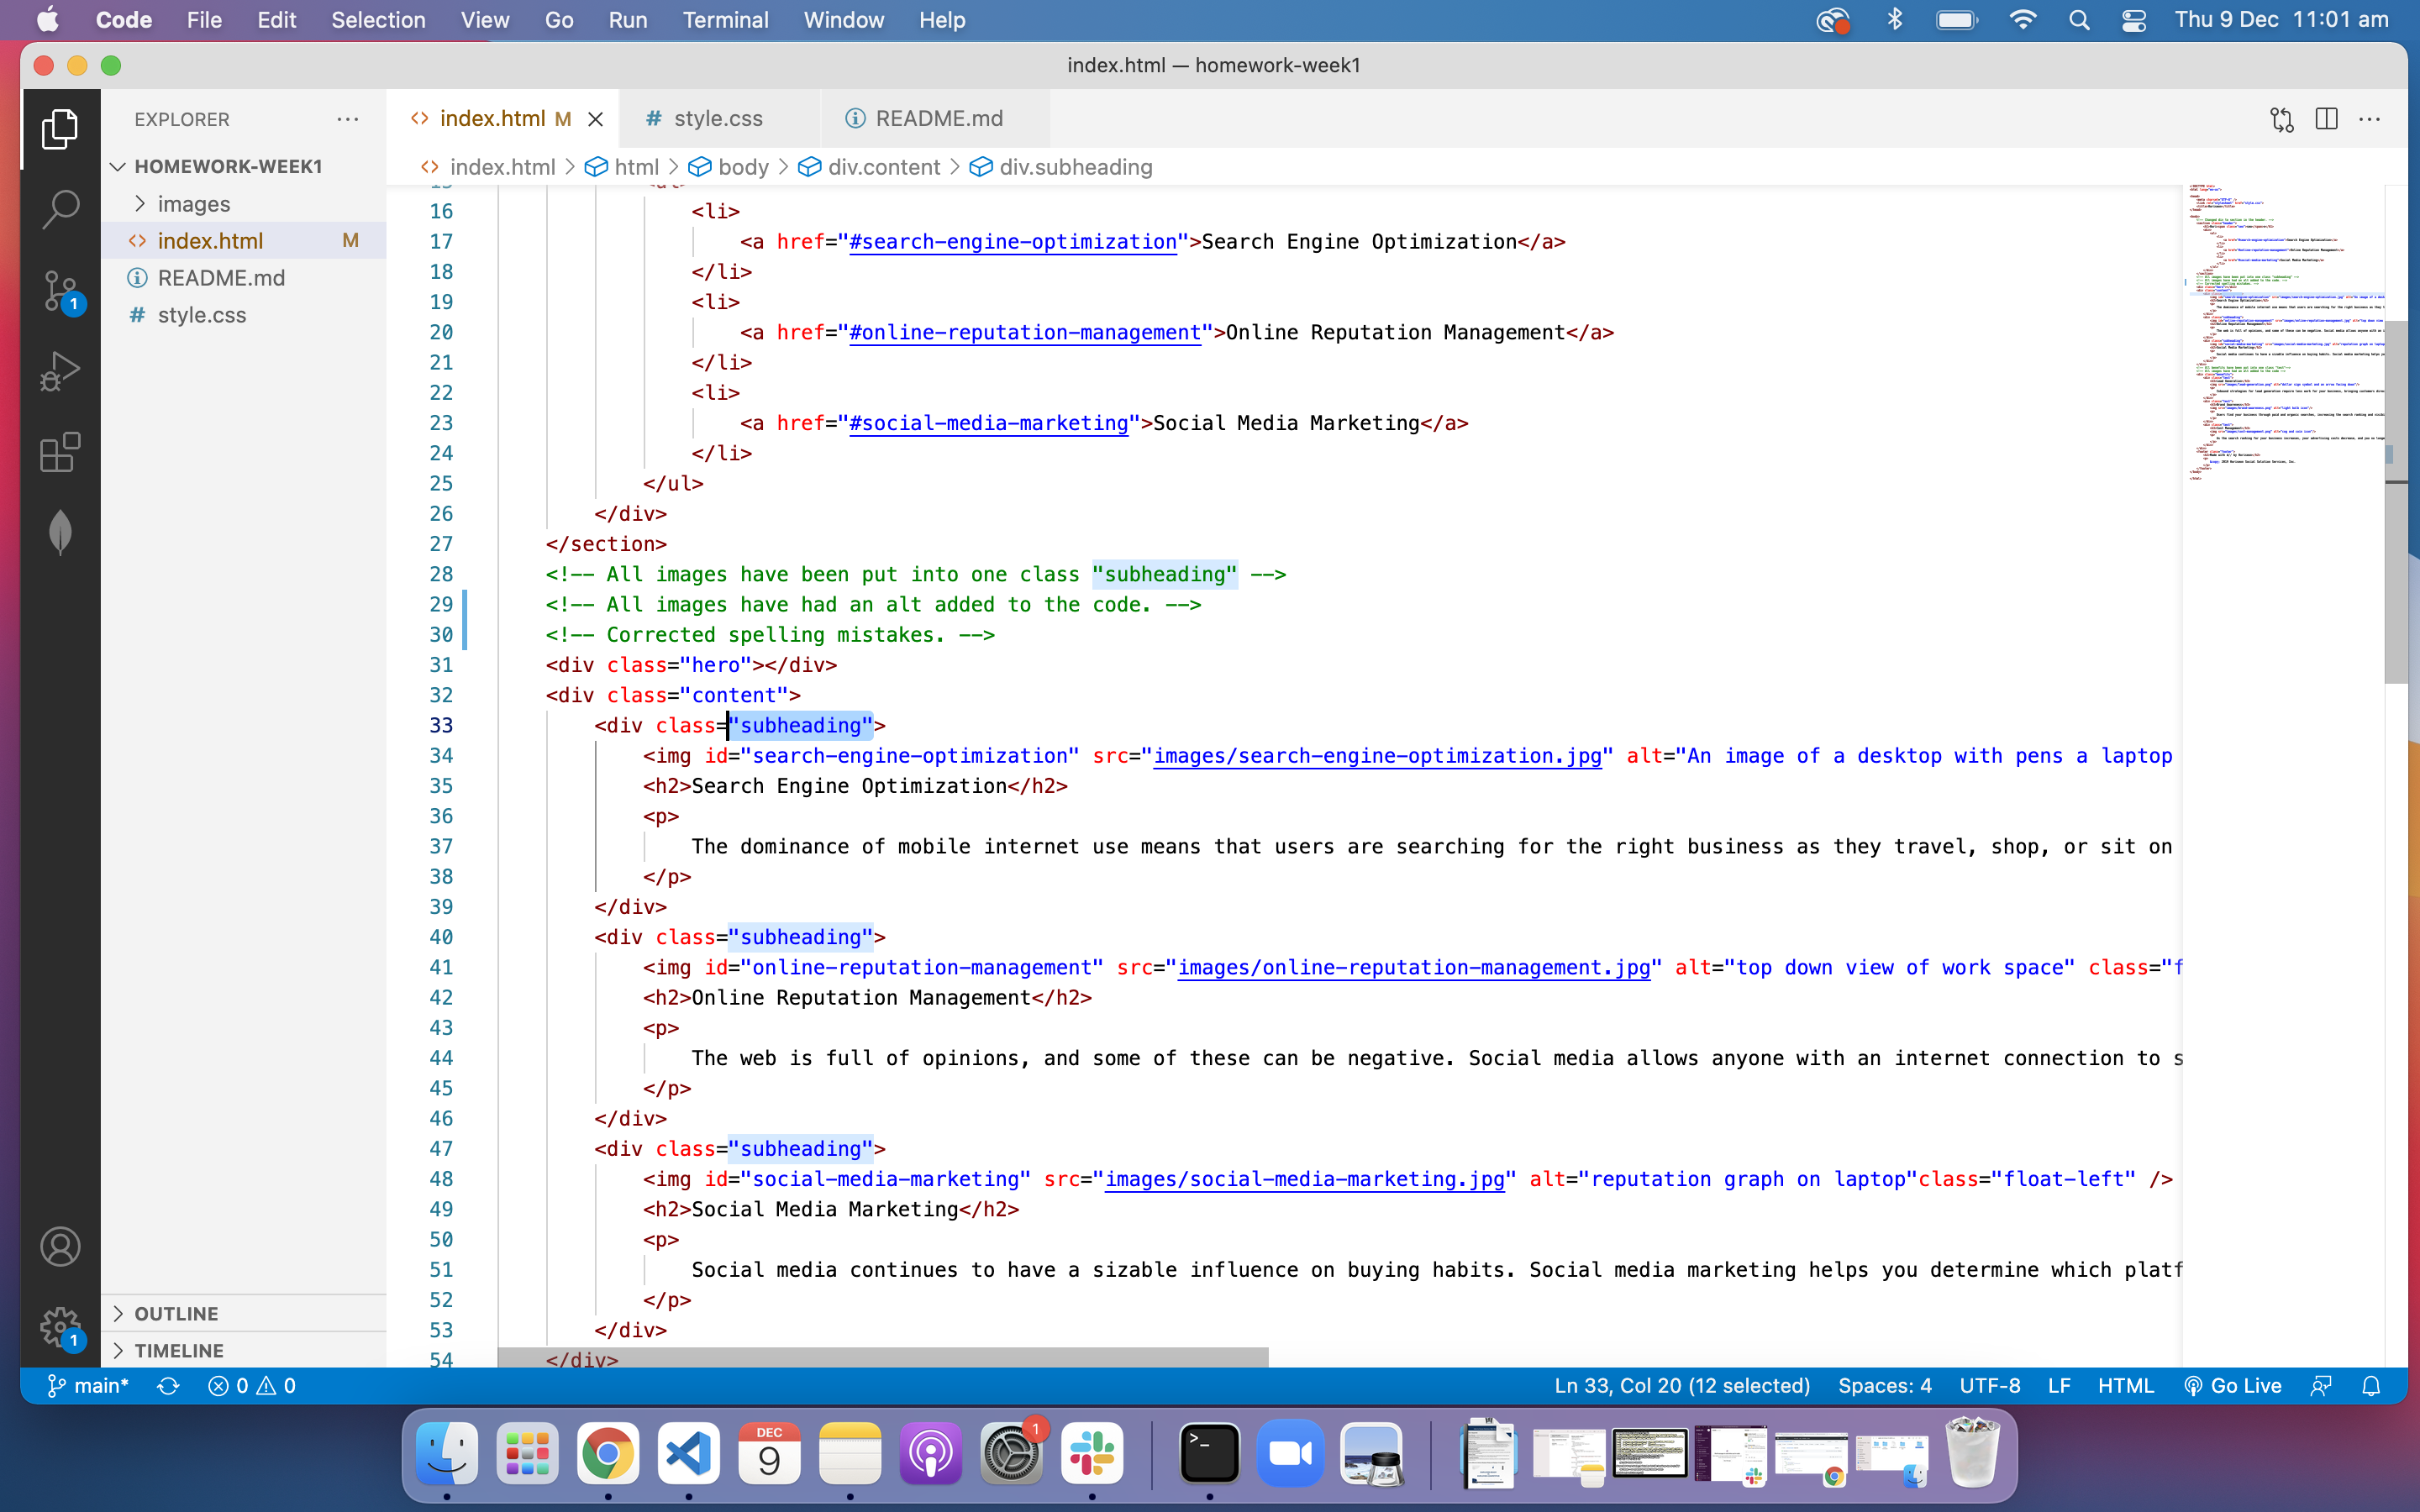 Code File Edit Selection View Go Run Terminal Window Help Thu 9 Dec 11:01 am
index.html — homework-week1
EXPLORER
index.html M
style.css
README.md
HOMEWORK-WEEK1
images
index.html M
README.md
style.css
index.html > html > body > div.content > div.subheading
16 <li>
17 <a href="#search-engine-optimization">Search Engine Optimization</a>
18 </li>
19 <li>
20 <a href="#online-reputation-management">Online Reputation Management</a>
21 </li>
22 <li>
23 <a href="#social-media-marketing">Social Media Marketing</a>
24 </li>
25 </ul>
26 </div>
27 </section>
28 <!-- All images have been put into one class "subheading" -->
29 <!-- All images have had an alt added to the code. -->
30 <!-- Corrected spelling mistakes. -->
31 <div class="hero"></div>
32 <div class="content">
33 <div class="subheading">
34 <img id="search-engine-optimization" src="images/search-engine-optimization.jpg" alt="An image of a desktop with pens a laptop
35 <h2>Search Engine Optimization</h2>
36 <p>
37 The dominance of mobile internet use means that users are searching for the right business as they travel, shop, or sit on
38 </p>
39 </div>
40 <div class="subheading">
41 <img id="online-reputation-management" src="images/online-reputation-management.jpg" alt="top down view of work space" class="f
42 <h2>Online Reputation Management</h2>
43 <p>
44 The web is full of opinions, and some of these can be negative. Social media allows anyone with an internet connection to s
45 </p>
46 </div>
47 <div class="subheading">
48 <img id="social-media-marketing" src="images/social-media-marketing.jpg" alt="reputation graph on laptop"class="float-left" />
49 <h2>Social Media Marketing</h2>
50 <p>
51 Social media continues to have a sizable influence on buying habits. Social media marketing helps you determine which platf
52 </p>
53 </div>
54 </div>
1
1
OUTLINE
TIMELINE
main* 0 0 Ln 33, Col 20 (12 selected) Spaces: 4 UTF-8 LF HTML Go Live
DEC
9
1
>_